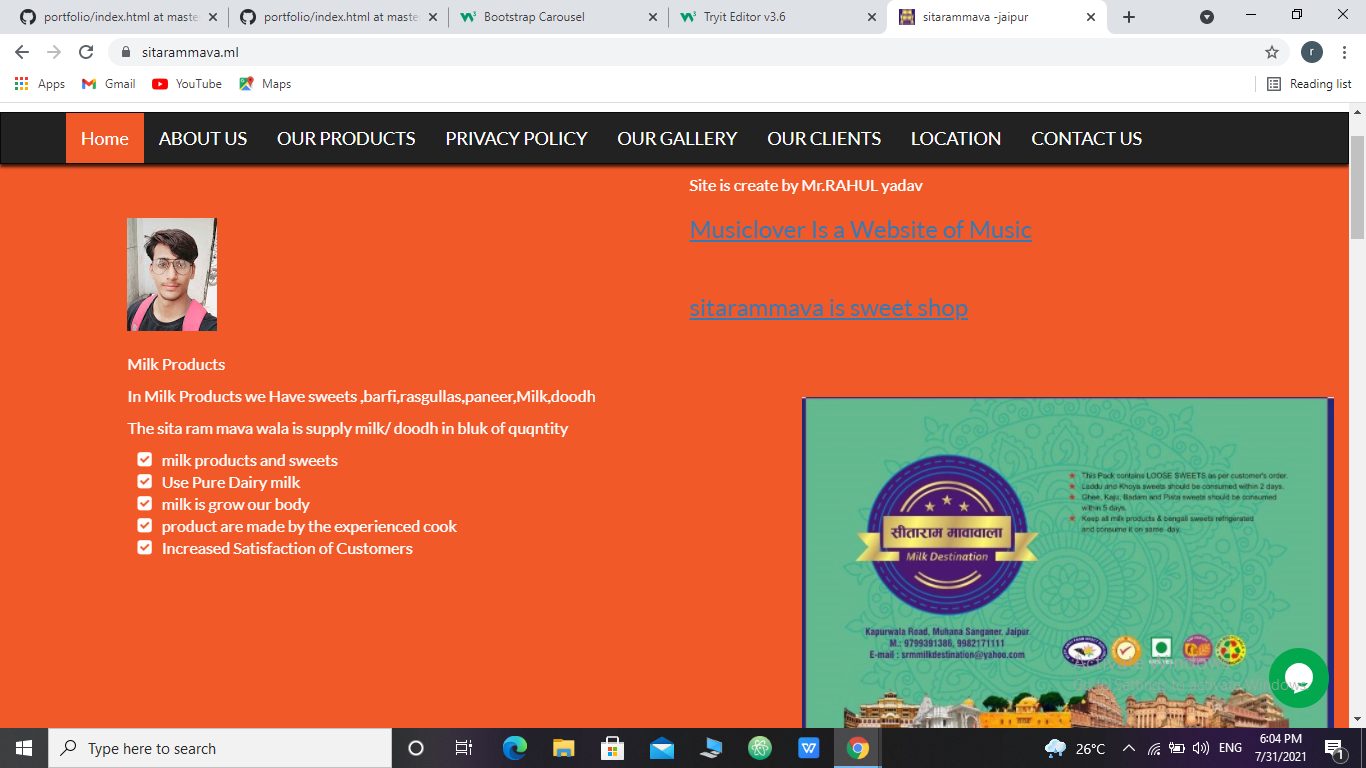 portfolio/index.html at maste
portfolio/index.html at maste
Bootstrap Carousel
Tryit Editor v3.6
sitarammava -jaipur
sitarammava.ml
r
Apps
Gmail
YouTube
Maps
Reading list
Home
ABOUT US
OUR PRODUCTS
PRIVACY POLICY
OUR GALLERY
OUR CLIENTS
LOCATION
CONTACT US
Site is create by Mr.RAHUL yadav
Musiclover Is a Website of Music
sitarammava is sweet shop
Milk Products
In Milk Products we Have sweets ,barfi,rasgullas,paneer,Milk,doodh
The sita ram mava wala is supply milk/ doodh in bluk of quqntity
milk products and sweets
Use Pure Dairy milk
milk is grow our body
product are made by the experienced cook
Increased Satisfaction of Customers
This Pack contains LOOSE SWEETS as per customer's order.
Laddu and Khoya sweets should be consumed within 2 days.
Ghee, Kaju, Badam and Pista sweets should be consumed
within 5 days.
Keep all milk products & bengali sweets refrigerated
and consume it on same day.
सीताराम मावावाला
Milk Destination
Kapurwala Road, Muhana Sanganer, Jaipur
M.: 9799391386, 9982171111
E-mail : srmmilkdestination@yahoo.com
Activate Windows
Go to Settings to activate Windows.
Type here to search
26°C
ENG
6:04 PM
7/31/2021
1